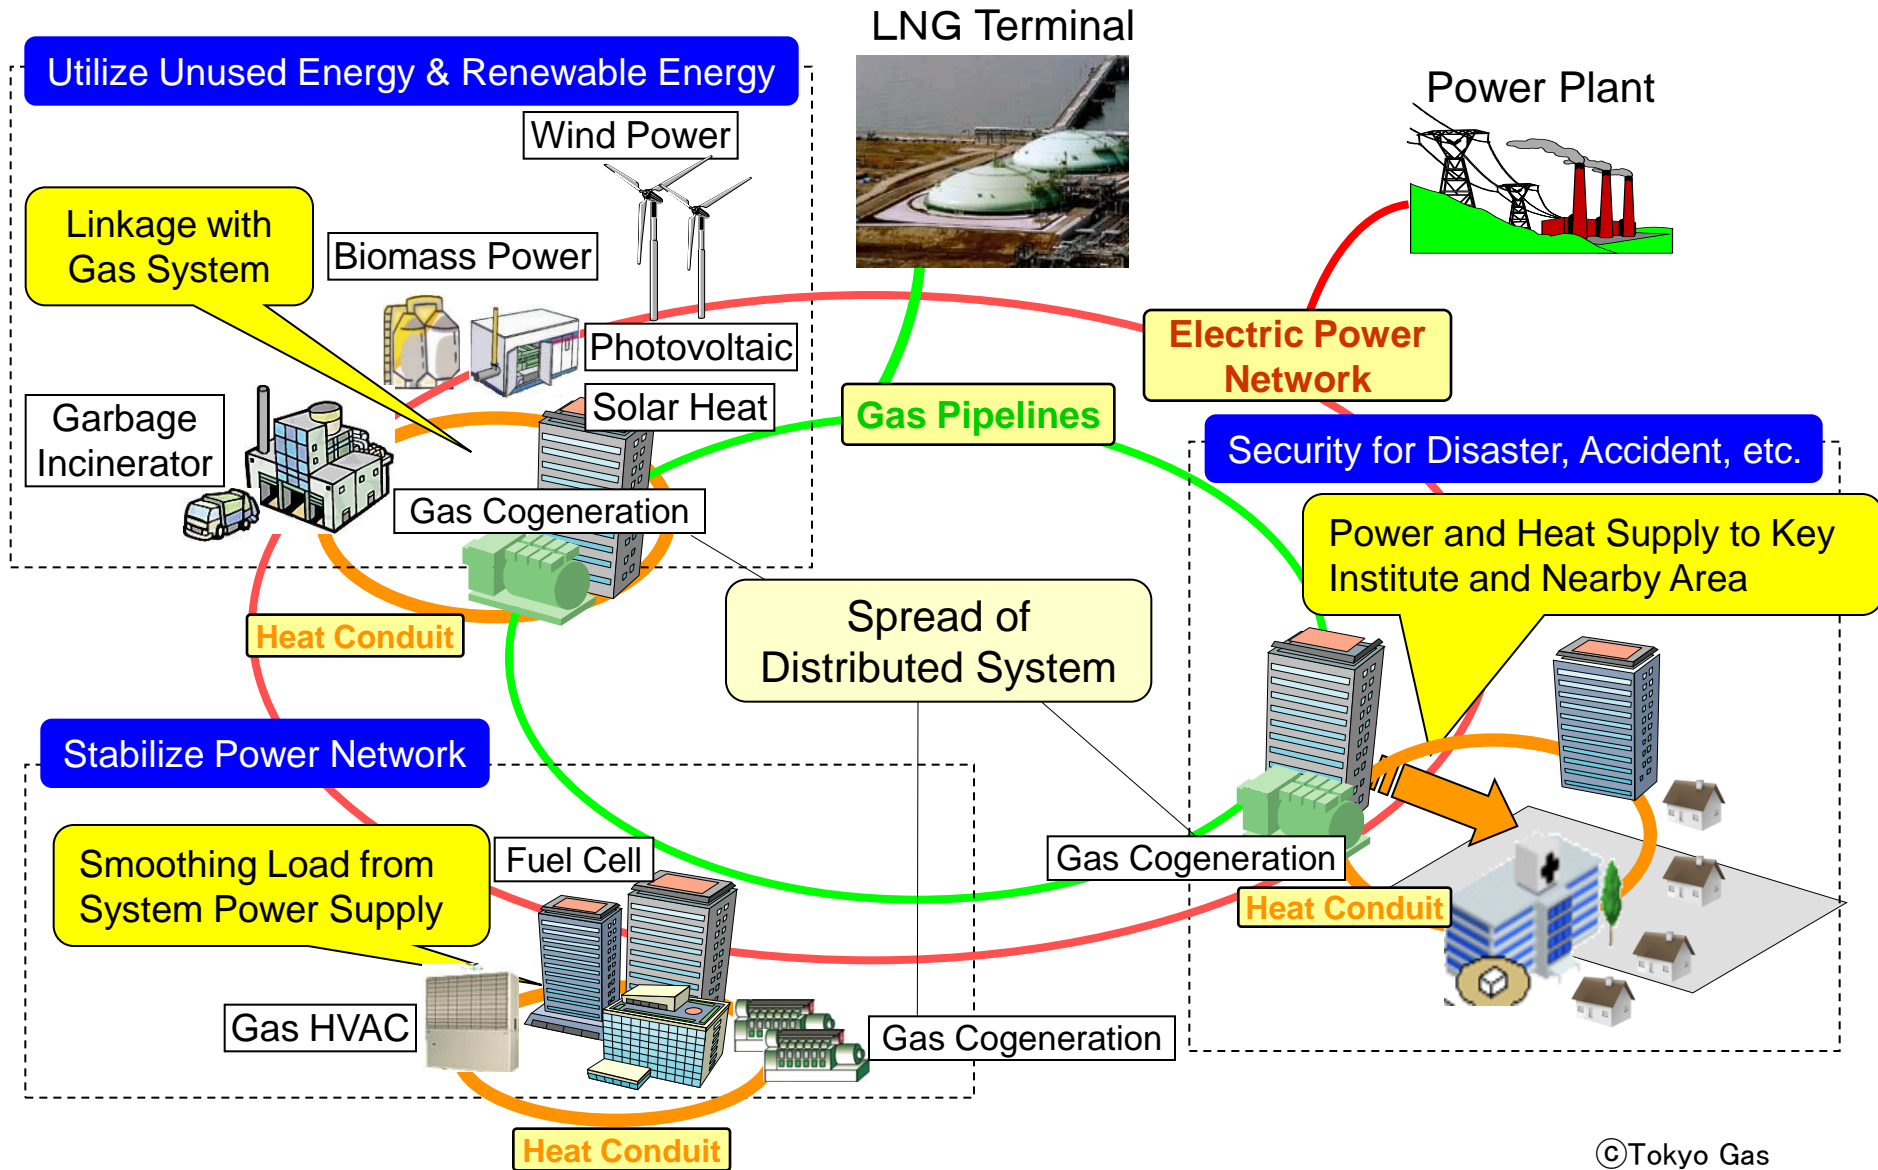 LNG Terminal
Utilize Unused Energy & Renewable Energy
Power Plant
Wind Power
Linkage with
Gas System
Biomass Power
Photovoltaic
Electric Power
Network
Solar Heat
Gas Pipelines
Garbage
Incinerator
Security for Disaster, Accident, etc.
Gas Cogeneration
Power and Heat Supply to Key
Institute and Nearby Area
Heat Conduit
Spread of
Distributed System
Stabilize Power Network
Smoothing Load from
System Power Supply
Fuel Cell
Gas Cogeneration
Heat Conduit
Gas HVAC
Gas Cogeneration
Heat Conduit
©Tokyo Gas